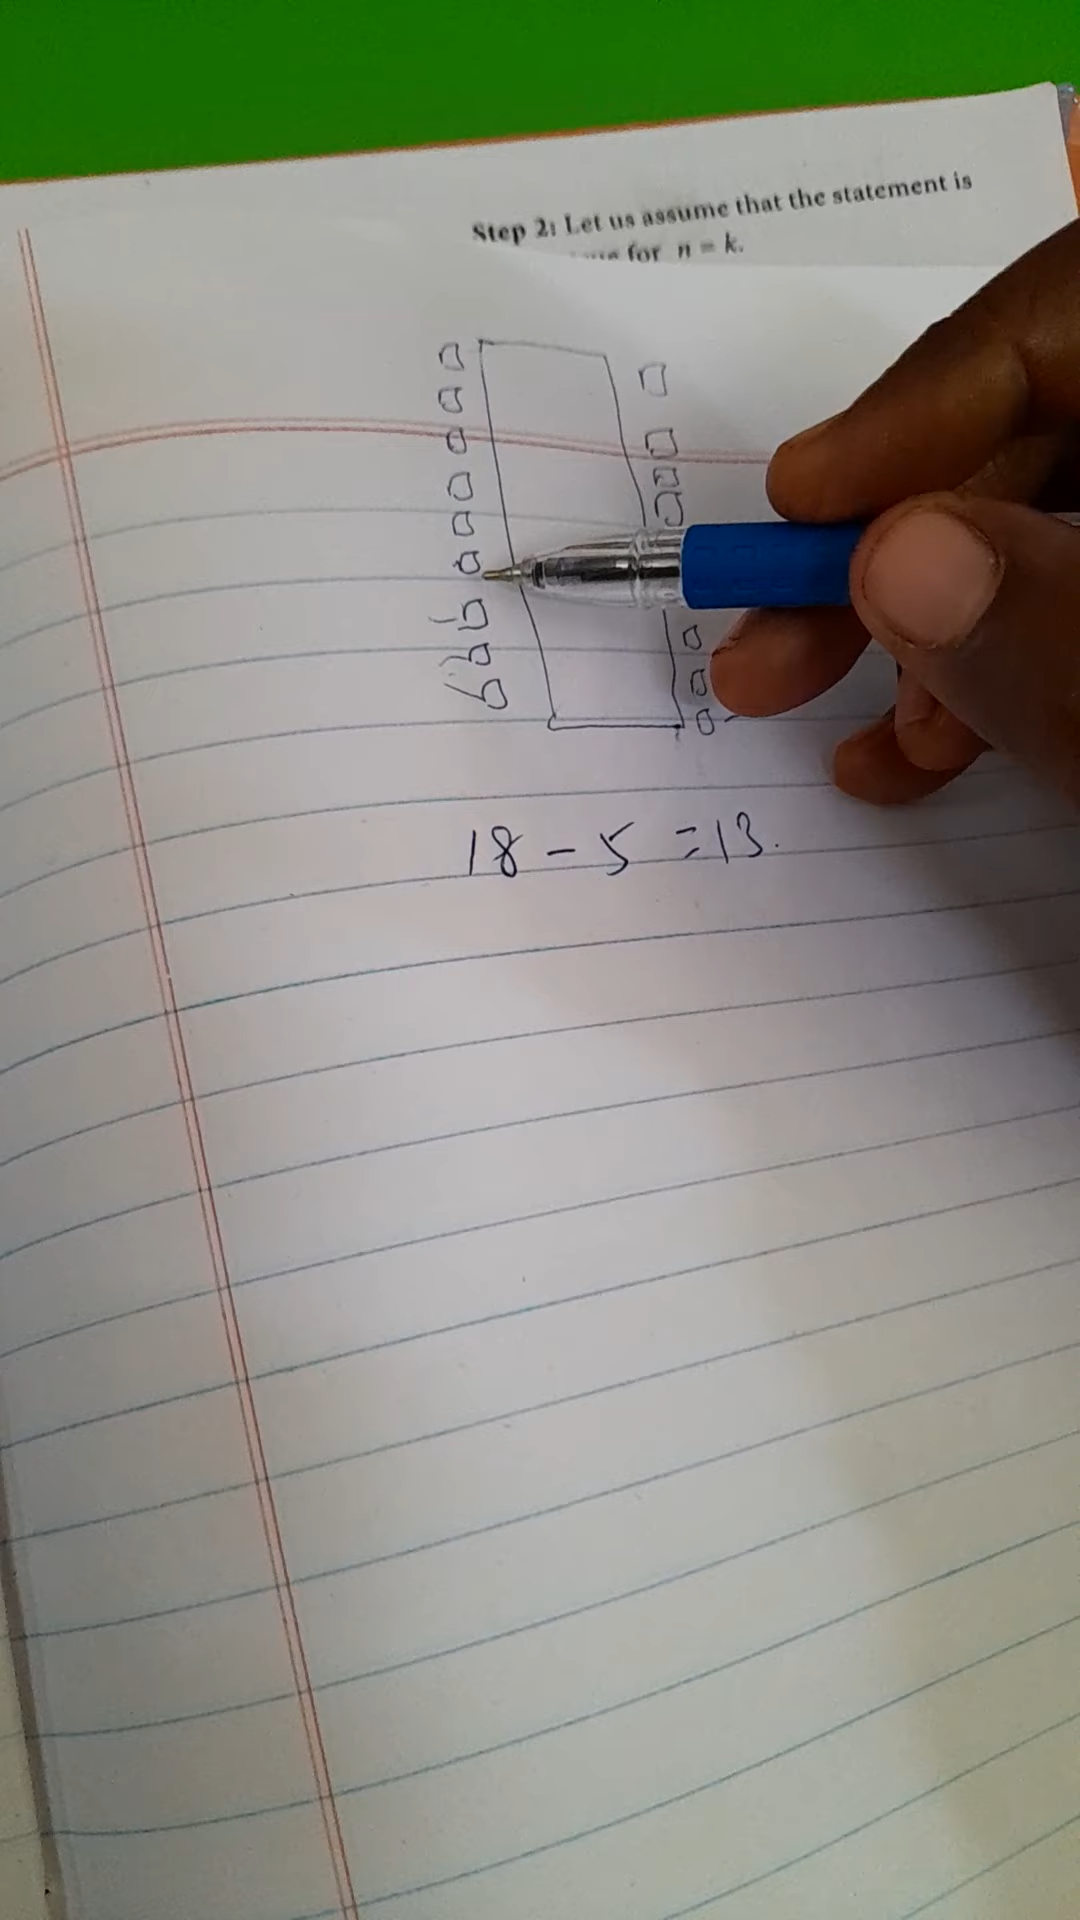 Step 2: Let us assume that the statement is
for n = k.
18 - 5 = 13.